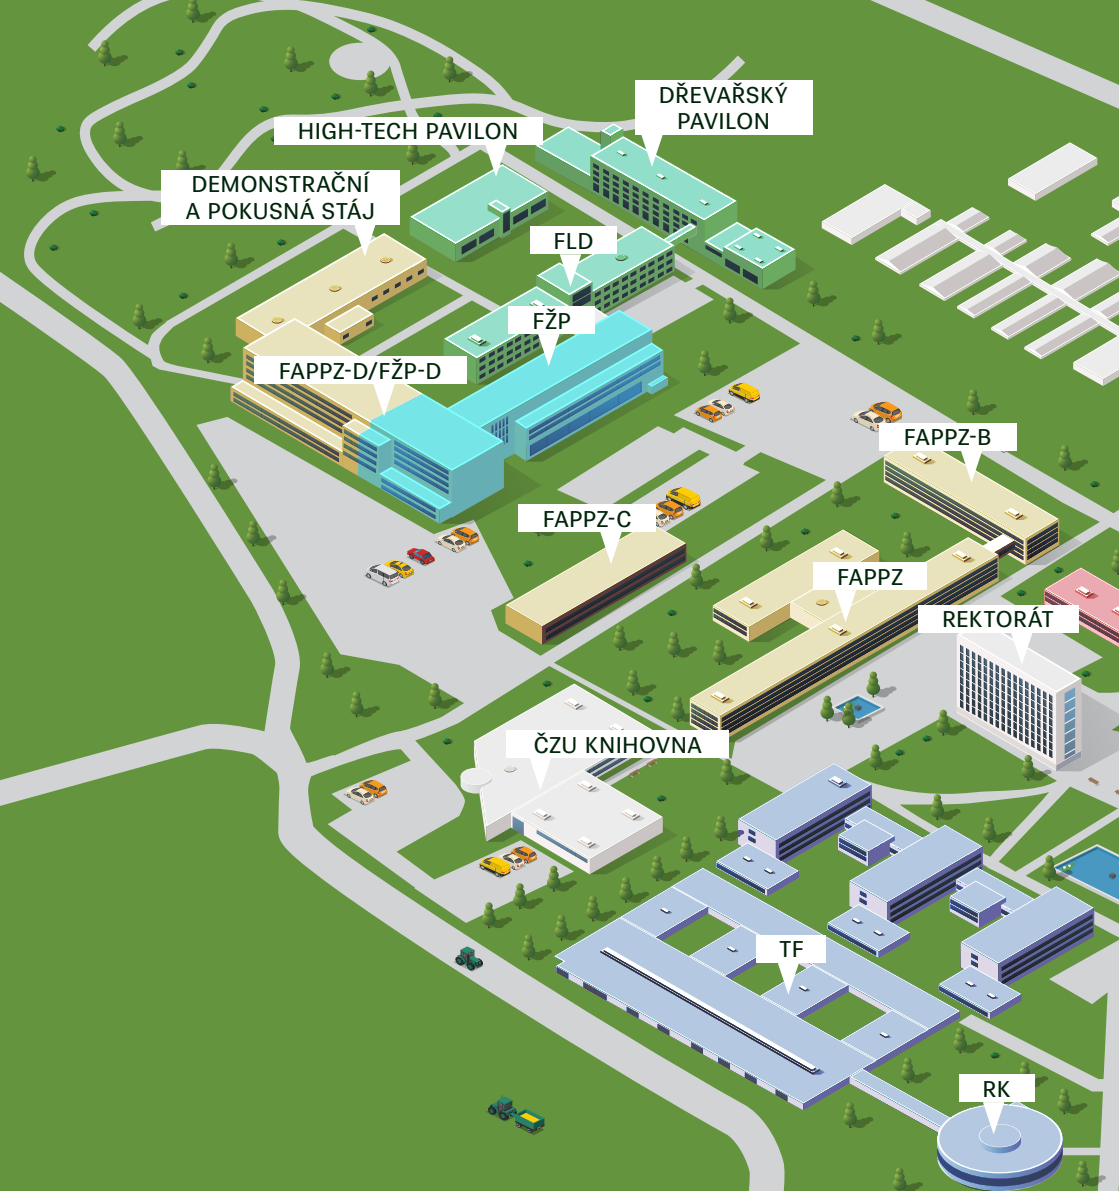 DŘEVAŘSKÝ
PAVILON
HIGH-TECH PAVILON
DEMONSTRAČNÍ
A POKUSNÁ STÁJ
FLD
FŽP
FAPPZ-D/FŽP-D
FAPPZ-B
FAPPZ-C
FAPPZ
REKTORÁT
ČZU KNIHOVNA
TF
RK